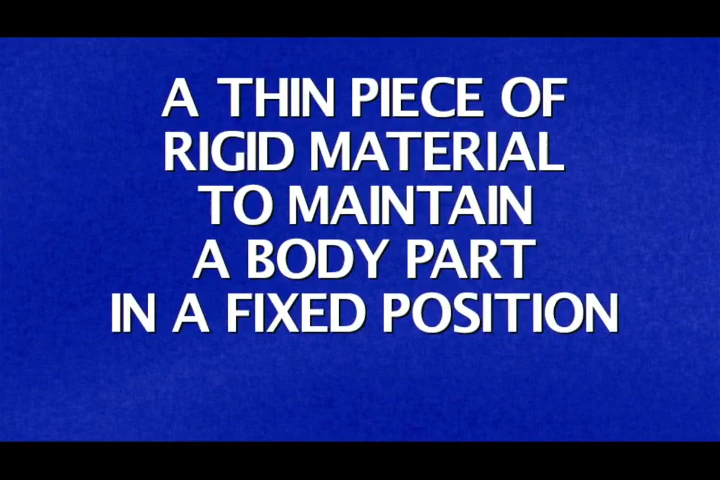 A THIN PIECE OF
RIGID MATERIAL
TO MAINTAIN
A BODY PART
IN A FIXED POSITION